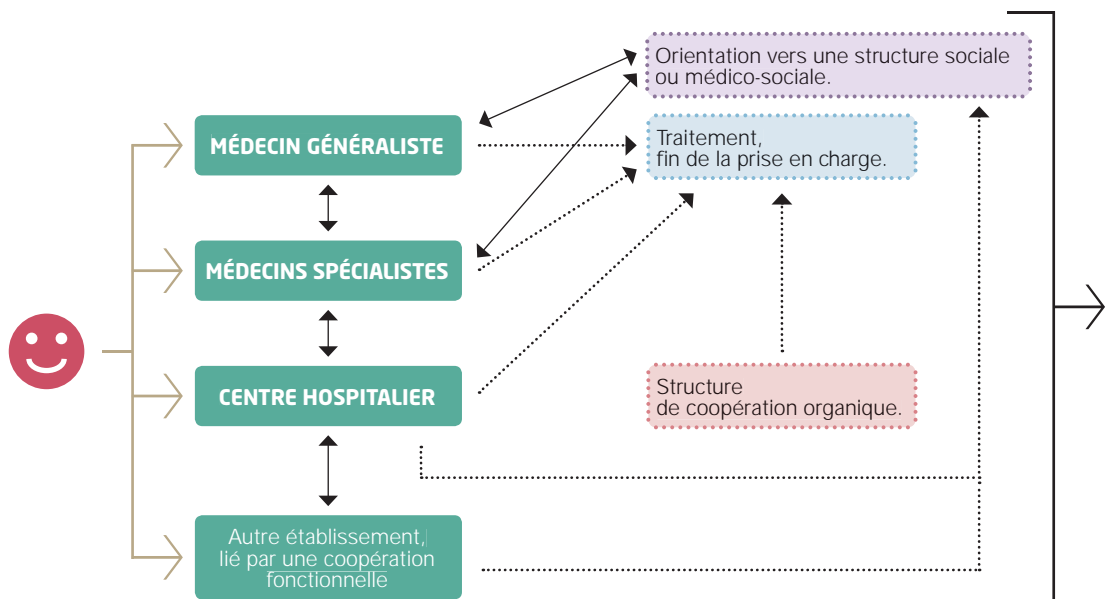 Orientation vers une structure sociale
ou médico-sociale.
MÉDECIN GÉNÉRALISTE
Traitement,
fin de la prise en charge.
MÉDECINS SPÉCIALISTES
CENTRE HOSPITALIER
Structure
de coopération organique.
Autre établissement,
lié par une coopération
fonctionnelle